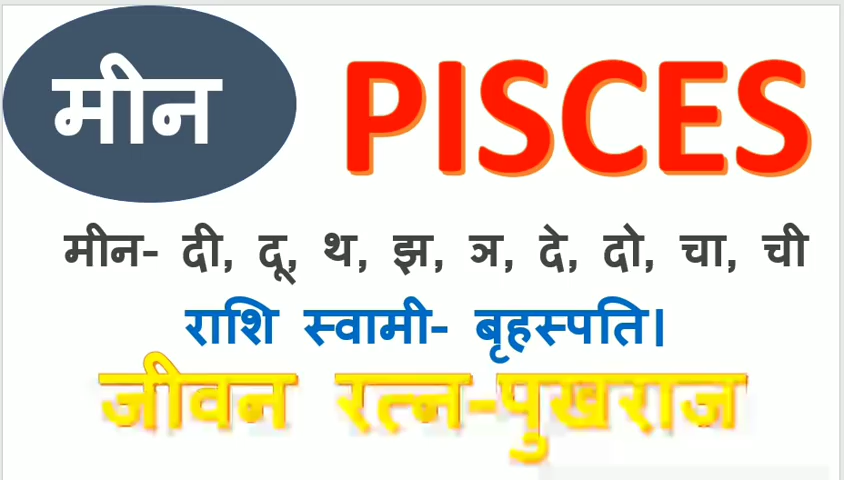 मीन PISCES
मीन- दी, दू, थ, झ, ञ, दे, दो, चा, ची
राशि स्वामी- बृहस्पति।
जीवन रत्न-पुखराज